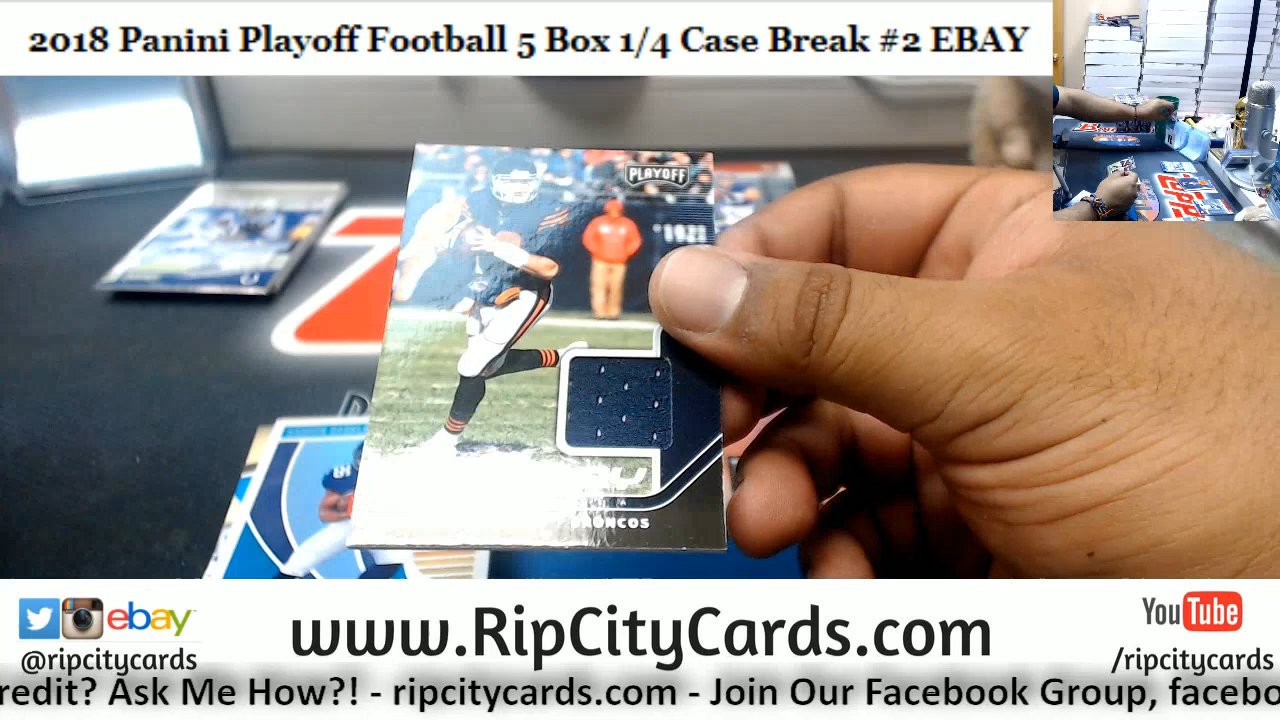 2018 Panini Playoff Football 5 Box 1/4 Case Break #2 EBAY
PLAYOFF
BRONCOS
ebay
@ripcitycards
www.RipCityCards.com
YouTube
/ripcitycards
redit? Ask Me How?! - ripcitycards.com - Join Our Facebook Group, facebo